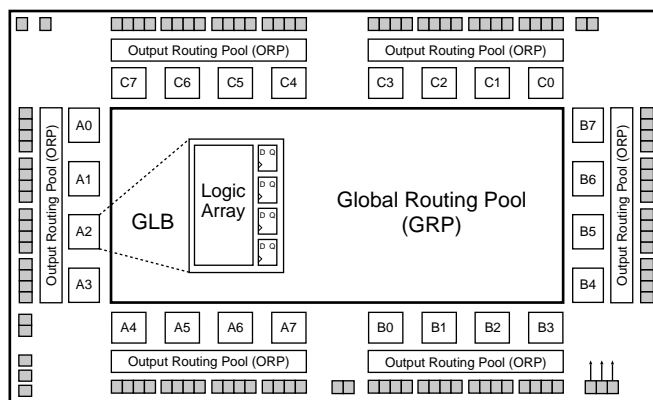 Output Routing Pool (ORP) Output Routing Pool (ORP)
C7 C6 C5 C4 C3 C2 C1 C0
Output Routing Pool (ORP)
A0
A1
A2
A3
GLB
Logic
Array
D Q
D Q
D Q
D Q
Global Routing Pool
(GRP)
B7
B6
B5
B4
Output Routing Pool (ORP)
A4 A5 A6 A7 B0 B1 B2 B3
Output Routing Pool (ORP) Output Routing Pool (ORP)